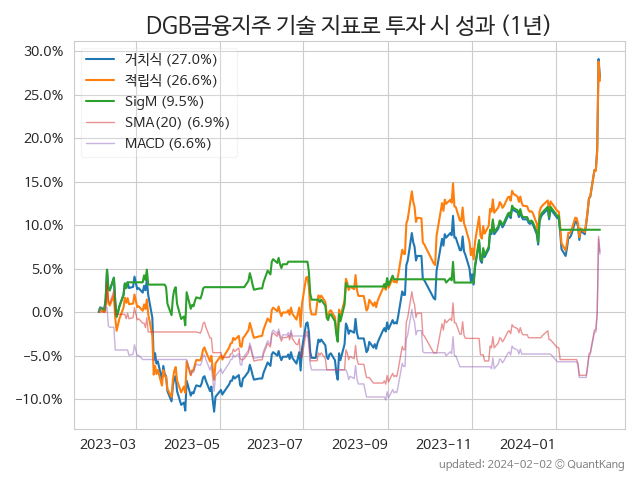 DGB금융지주 기술 지표로 투자 시 성과 (1년)
30.0%
25.0%
20.0%
15.0%
10.0%
5.0%
0.0%
−5.0%
−10.0%
거치식 (27.0%)
적립식 (26.6%)
SigM (9.5%)
SMA(20) (6.9%)
MACD (6.6%)
2023-03 2023-05 2023-07 2023-09 2023-11 2024-01
updated: 2024-02-02 © QuantKang